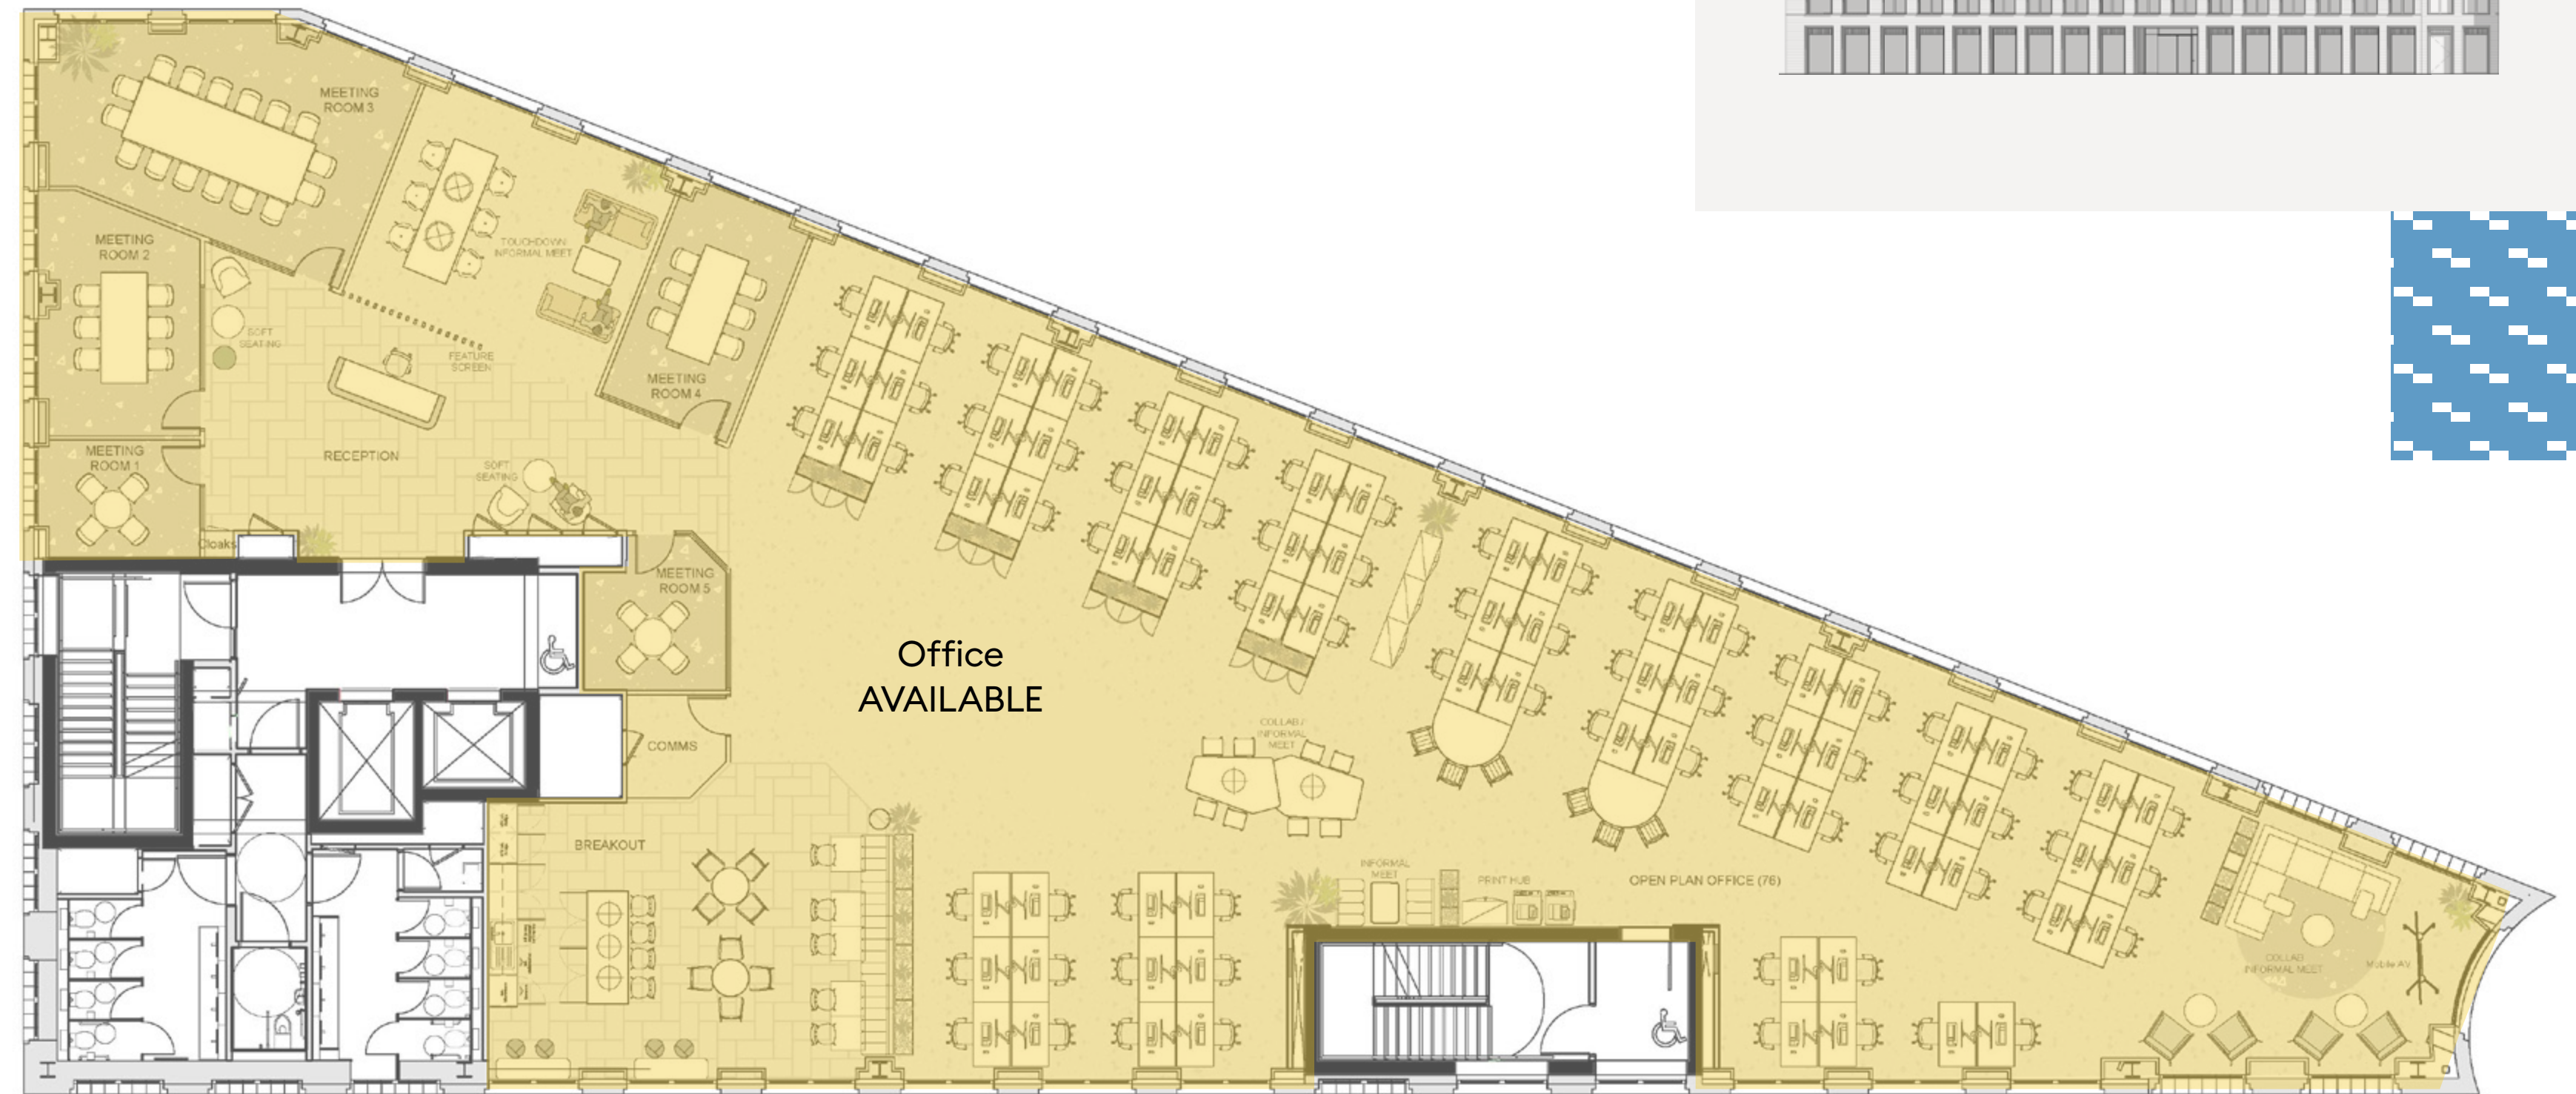 MEETING
ROOM 3
MEETING
ROOM 2
TOUCHDOWN
INFORMAL MEET
SOFT
SEATING
FEATURE
SCREEN
MEETING
ROOM 4
MEETING
ROOM 1
RECEPTION
SOFT
SEATING
Cloaks
MEETING
ROOM 5
Office
AVAILABLE
COMMS
COLLAB /
INFORMAL
MEET
BREAKOUT
INFORMAL
MEET
PRINT HUB
OPEN PLAN OFFICE (76)
COLLAB
INFORMAL MEET
Mobile AV